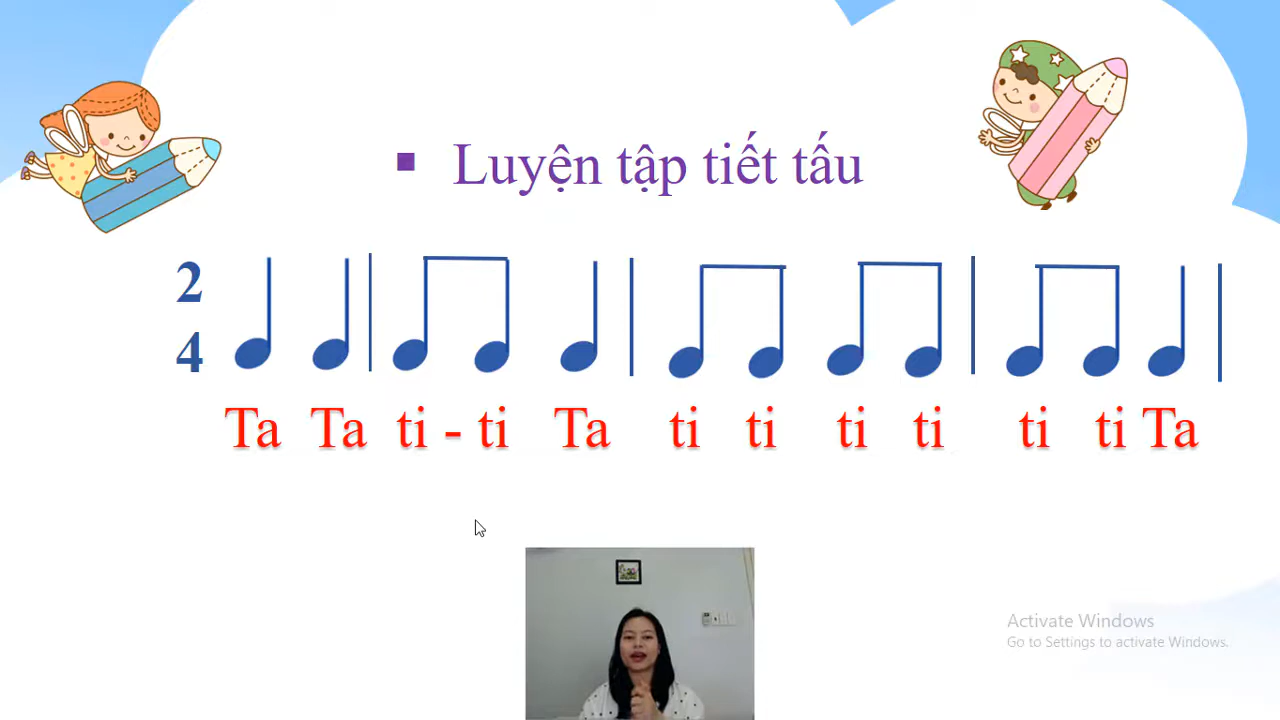 ▪ Luyện tập tiết tấu
2
4
Ta Ta ti - ti Ta ti ti ti ti ti ti Ta
Activate Windows
Go to Settings to activate Windows.